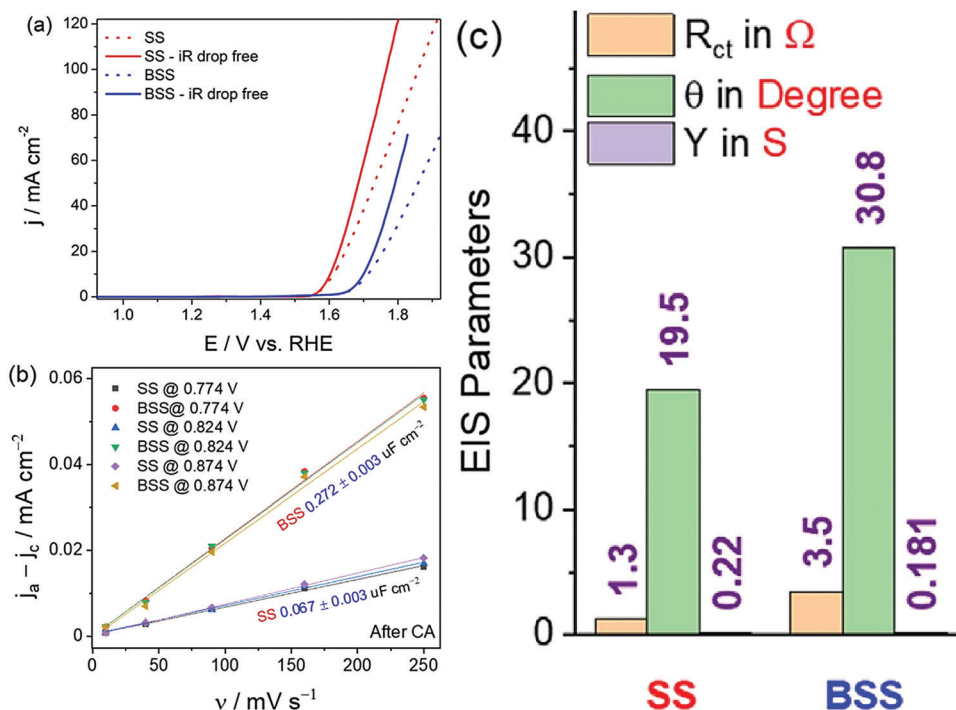 (a)
SS
SS - iR drop free
BSS
BSS - iR drop free
120
100
80
60
40
20
0
j / mA cm⁻²
1.0
1.2
1.4
1.6
1.8
E / V vs. RHE
(b)
SS @ 0.774 V
BSS@ 0.774 V
SS @ 0.824 V
BSS @ 0.824 V
SS @ 0.874 V
BSS @ 0.874 V
0.06
0.04
0.02
0
jₐ – j꜀ / mA cm⁻²
BSS 0.272 ± 0.003 uF cm⁻²
SS 0.067 ± 0.003 uF cm⁻²
After CA
0
50
100
150
200
250
ν / mV s⁻¹
(c)
R_ct in Ω
θ in Degree
Y in S
40
30
20
10
0
EIS Parameters
1.3
19.5
0.22
3.5
30.8
0.181
SS
BSS